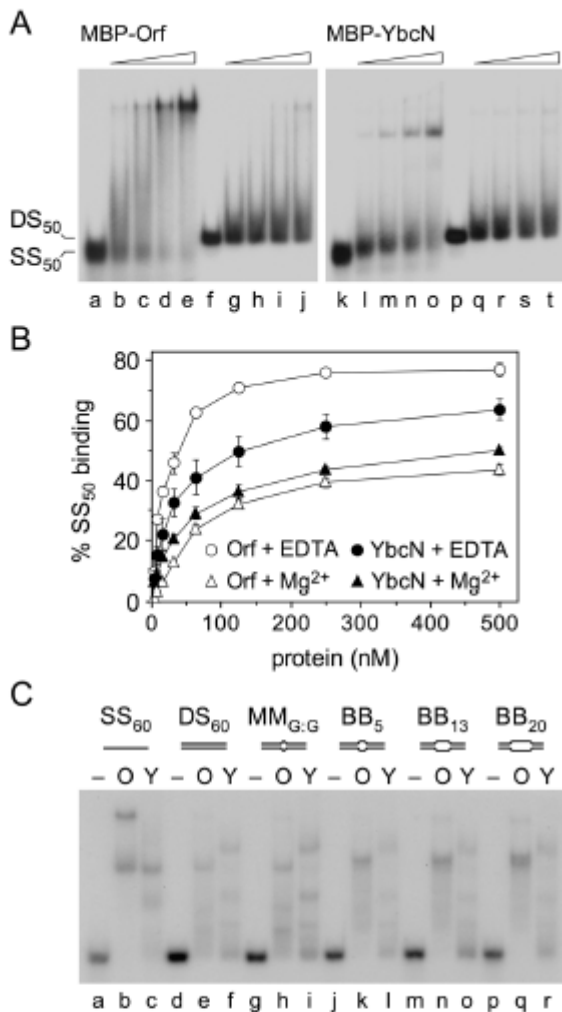 A
MBP-Orf MBP-YbcN
DS50
SS50
a b c d e f g h i j k l m n o p q r s t
B
80
60
40
20
0
% SS50 binding
Orf + EDTA YbcN + EDTA
Orf + Mg2+ YbcN + Mg2+
0 100 200 300 400 500
protein (nM)
C
SS60 DS60 MMG:G BB5 BB13 BB20
– O Y – O Y – O Y – O Y – O Y – O Y
a b c d e f g h i j k l m n o p q r